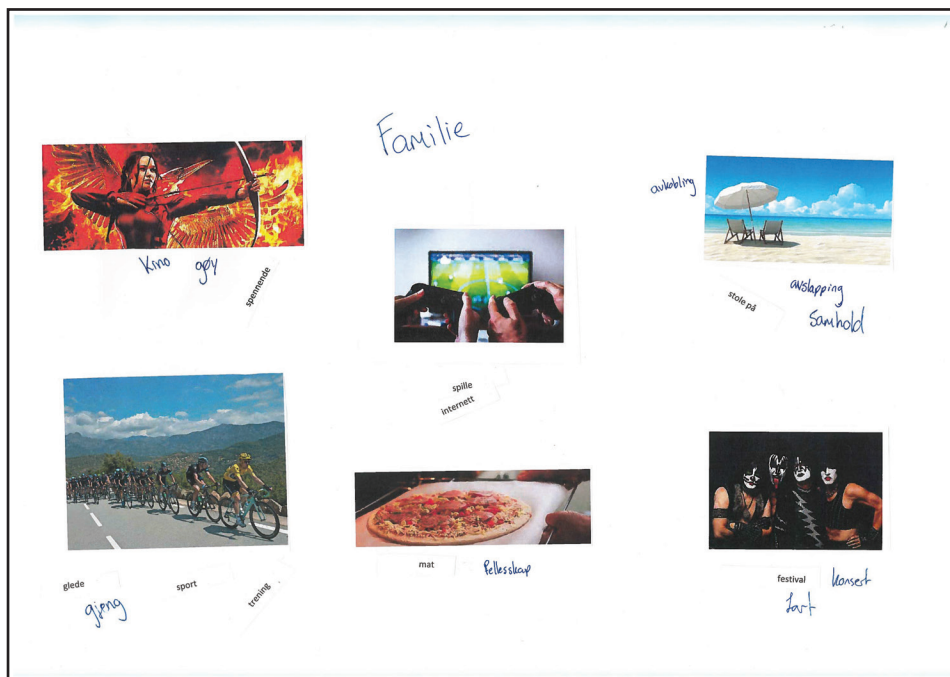 Familie
Kino gøy
spennende
spille
internett
avkobling
stole på
avslapping
Samhold
glede
sport
trening
gjeng
mat
fellesskap
festival
konsert